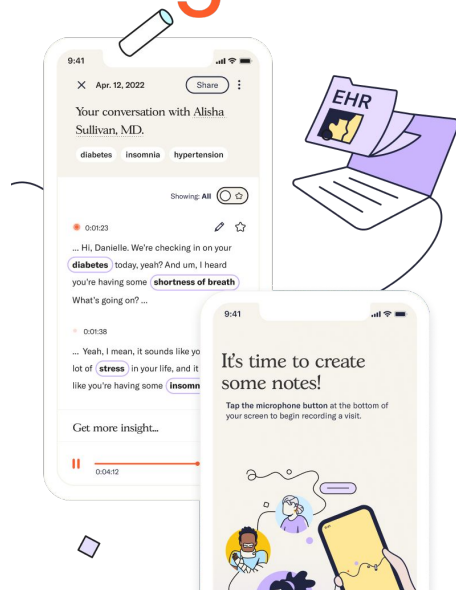 9:41
Apr. 12, 2022
Share
Your conversation with Alisha
Sullivan, MD.
diabetes insomnia hypertension
Showing: All
0:01:23
... Hi, Danielle. We're checking in on your
diabetes today, yeah? And um, I heard
you're having some shortness of breath
What's going on? ...
0:01:38
... Yeah, I mean, it sounds like yo
lot of stress in your life, and it
like you're having some insomn
Get more insight...
0:04:12
EHR
9:41
It's time to create
some notes!
Tap the microphone button at the bottom of
your screen to begin recording a visit.